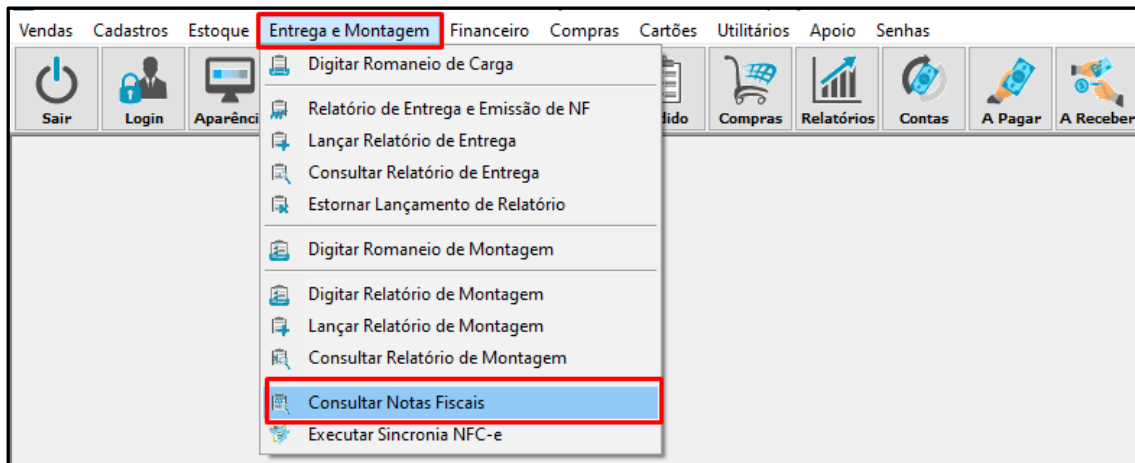 Vendas Cadastros Estoque Entrega e Montagem Financeiro Compras Cartões Utilitários Apoio Senhas
Sair Login Aparênci dido Compras Relatórios Contas A Pagar A Receber
Digitar Romaneio de Carga
Relatório de Entrega e Emissão de NF
Lançar Relatório de Entrega
Consultar Relatório de Entrega
Estornar Lançamento de Relatório
Digitar Romaneio de Montagem
Digitar Relatório de Montagem
Lançar Relatório de Montagem
Consultar Relatório de Montagem
Consultar Notas Fiscais
Executar Sincronia NFC-e